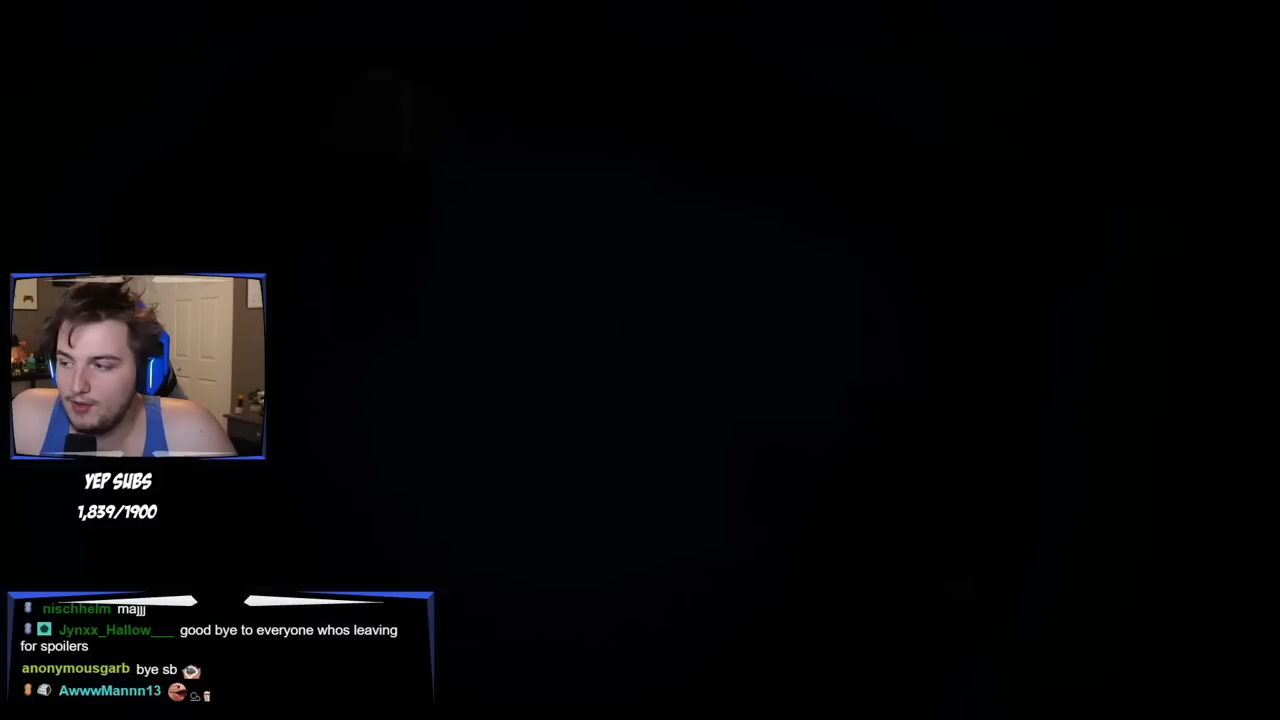 YEP SUBS
1,839/1900
nischhelm majjj
Jynxx_Hallow___ good bye to everyone whos leaving
for spoilers
anonymousgarb bye sb
AwwwMannn13